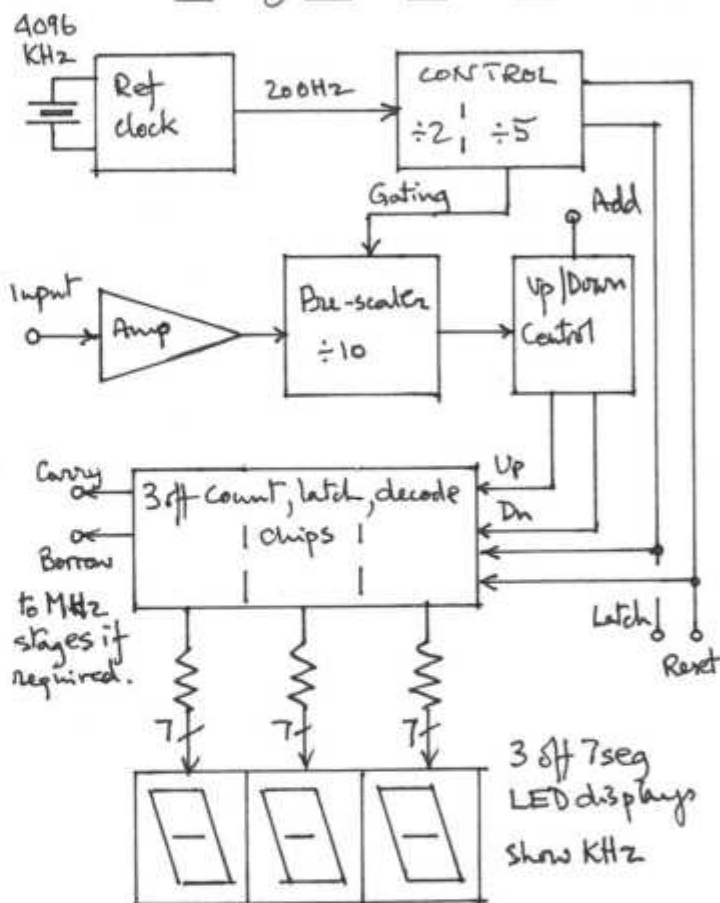 4096
KHz
Ref
clock
200Hz
CONTROL
÷2 ÷5
Gating
Add
Input
Amp
Pre-scaler
÷10
Up/Down
Control
Carry
Borrow
to MHz
stages if
required.
3 off count, latch, decode
chips
Up
Dn
Latch
Reset
7 7 7
3 off 7seg
LED displays
show KHz